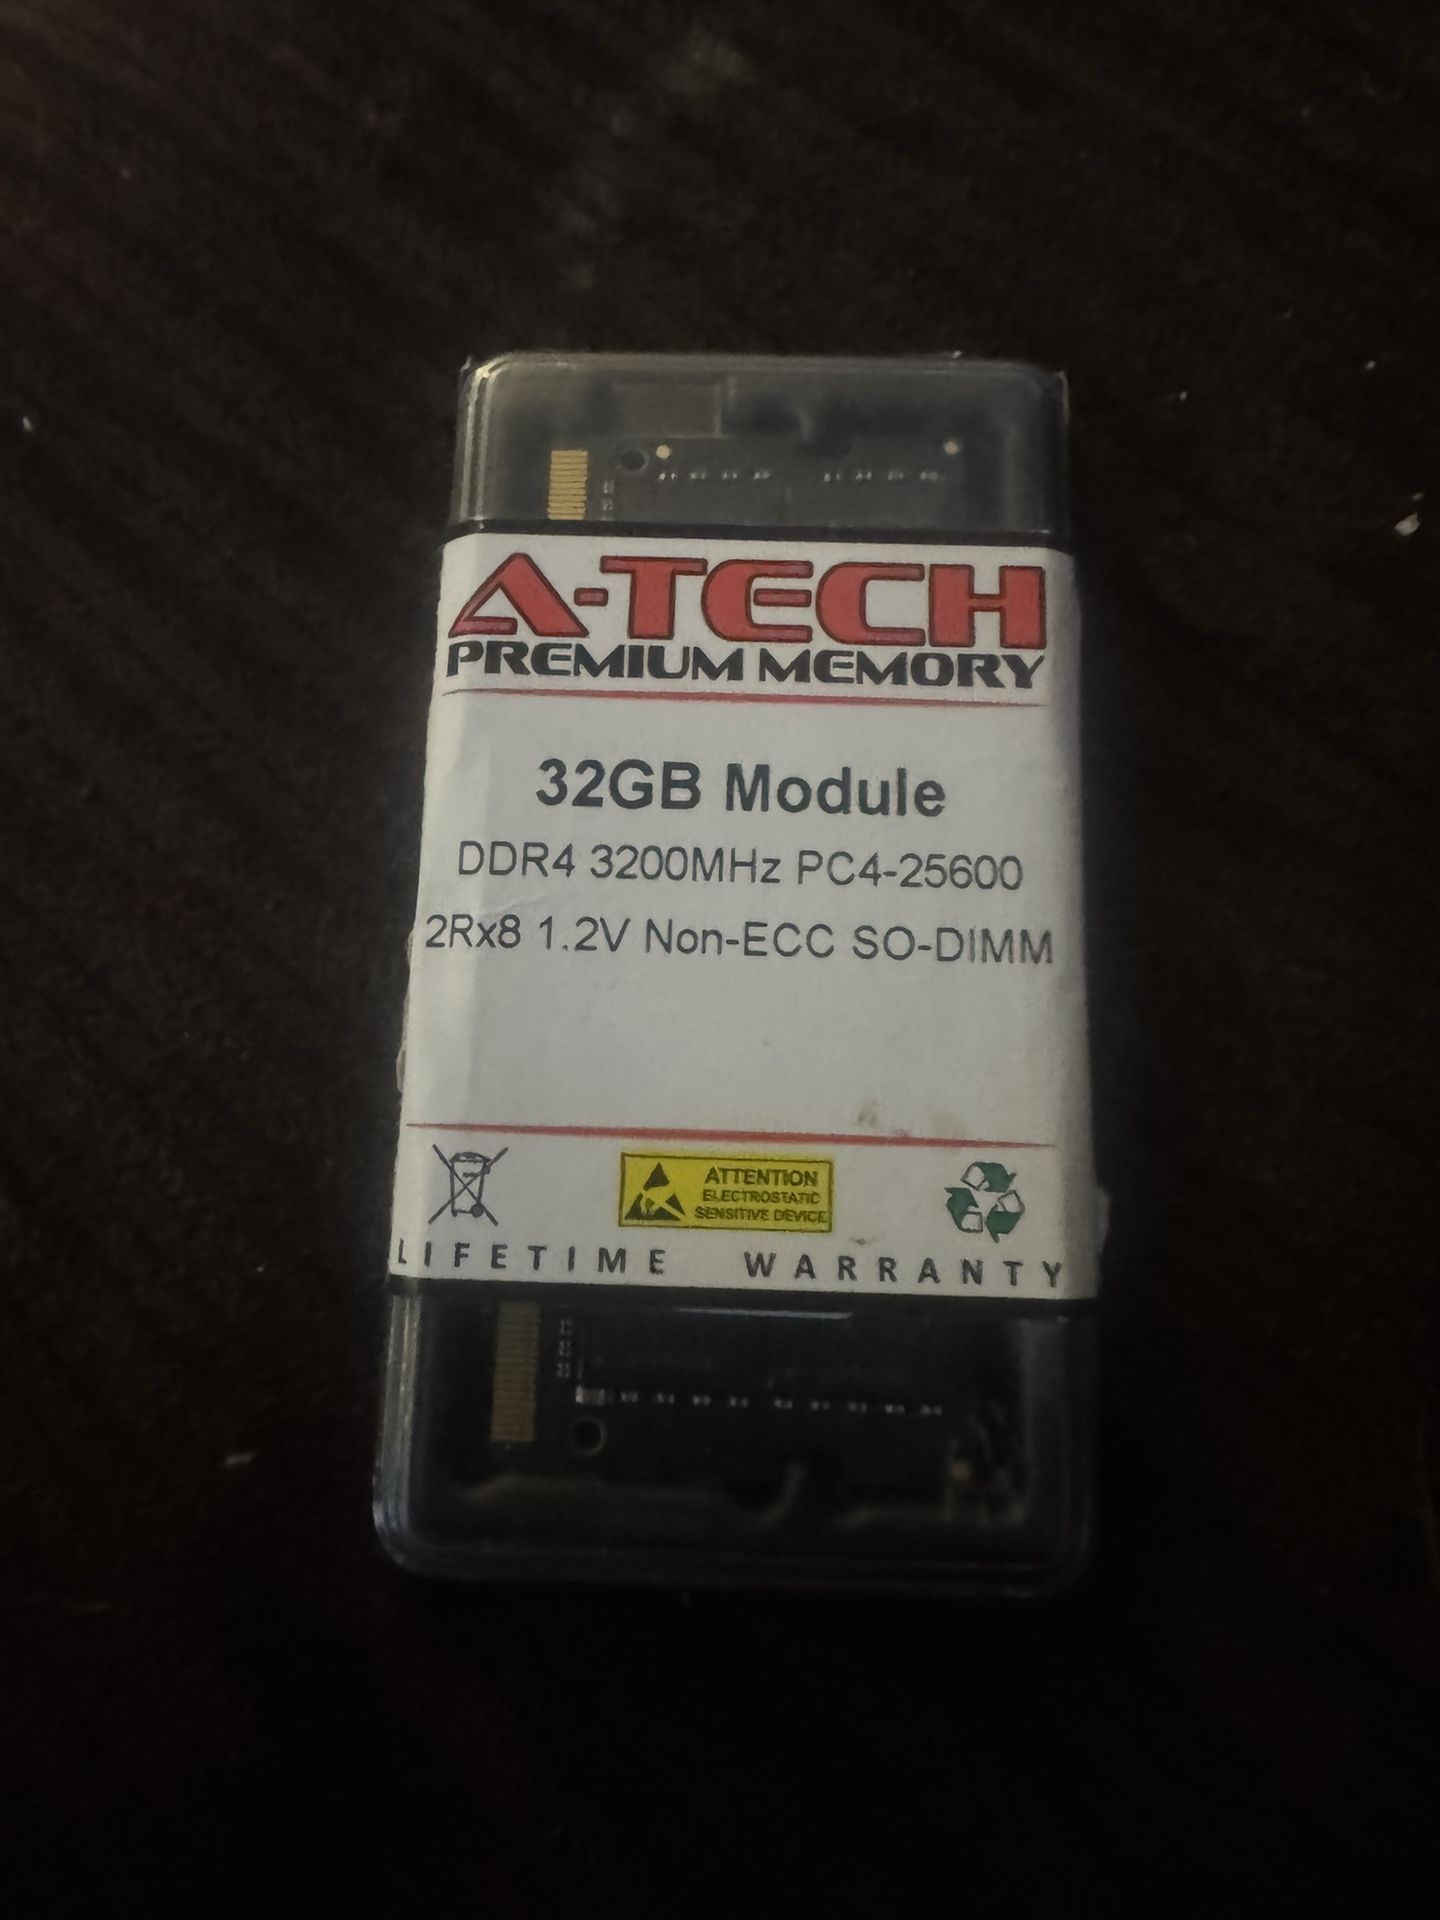 A-TECH
PREMIUM MEMORY
32GB Module
DDR4 3200MHz PC4-25600
2Rx8 1.2V Non-ECC SO-DIMM
ATTENTION
ELECTROSTATIC
SENSITIVE DEVICE
LIFETIME WARRANTY